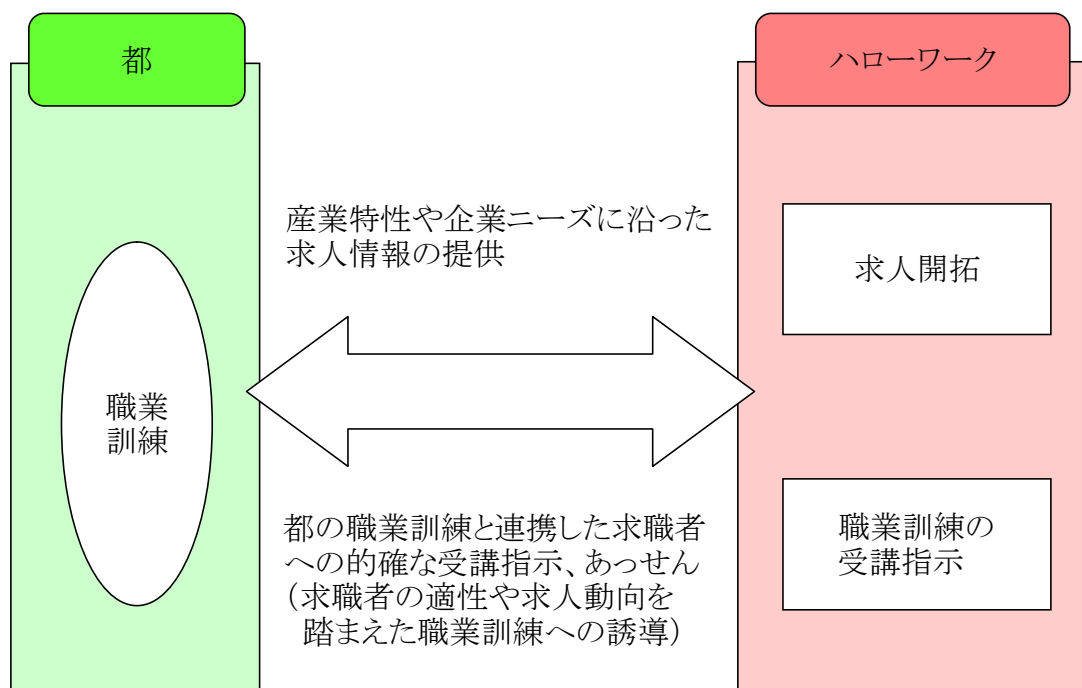 都
ハローワーク
産業特性や企業ニーズに沿った
求人情報の提供
求人開拓
職業
訓練
都の職業訓練と連携した求職者
への的確な受講指示、あっせん
（求職者の適性や求人動向を
踏まえた職業訓練への誘導）
職業訓練の
受講指示